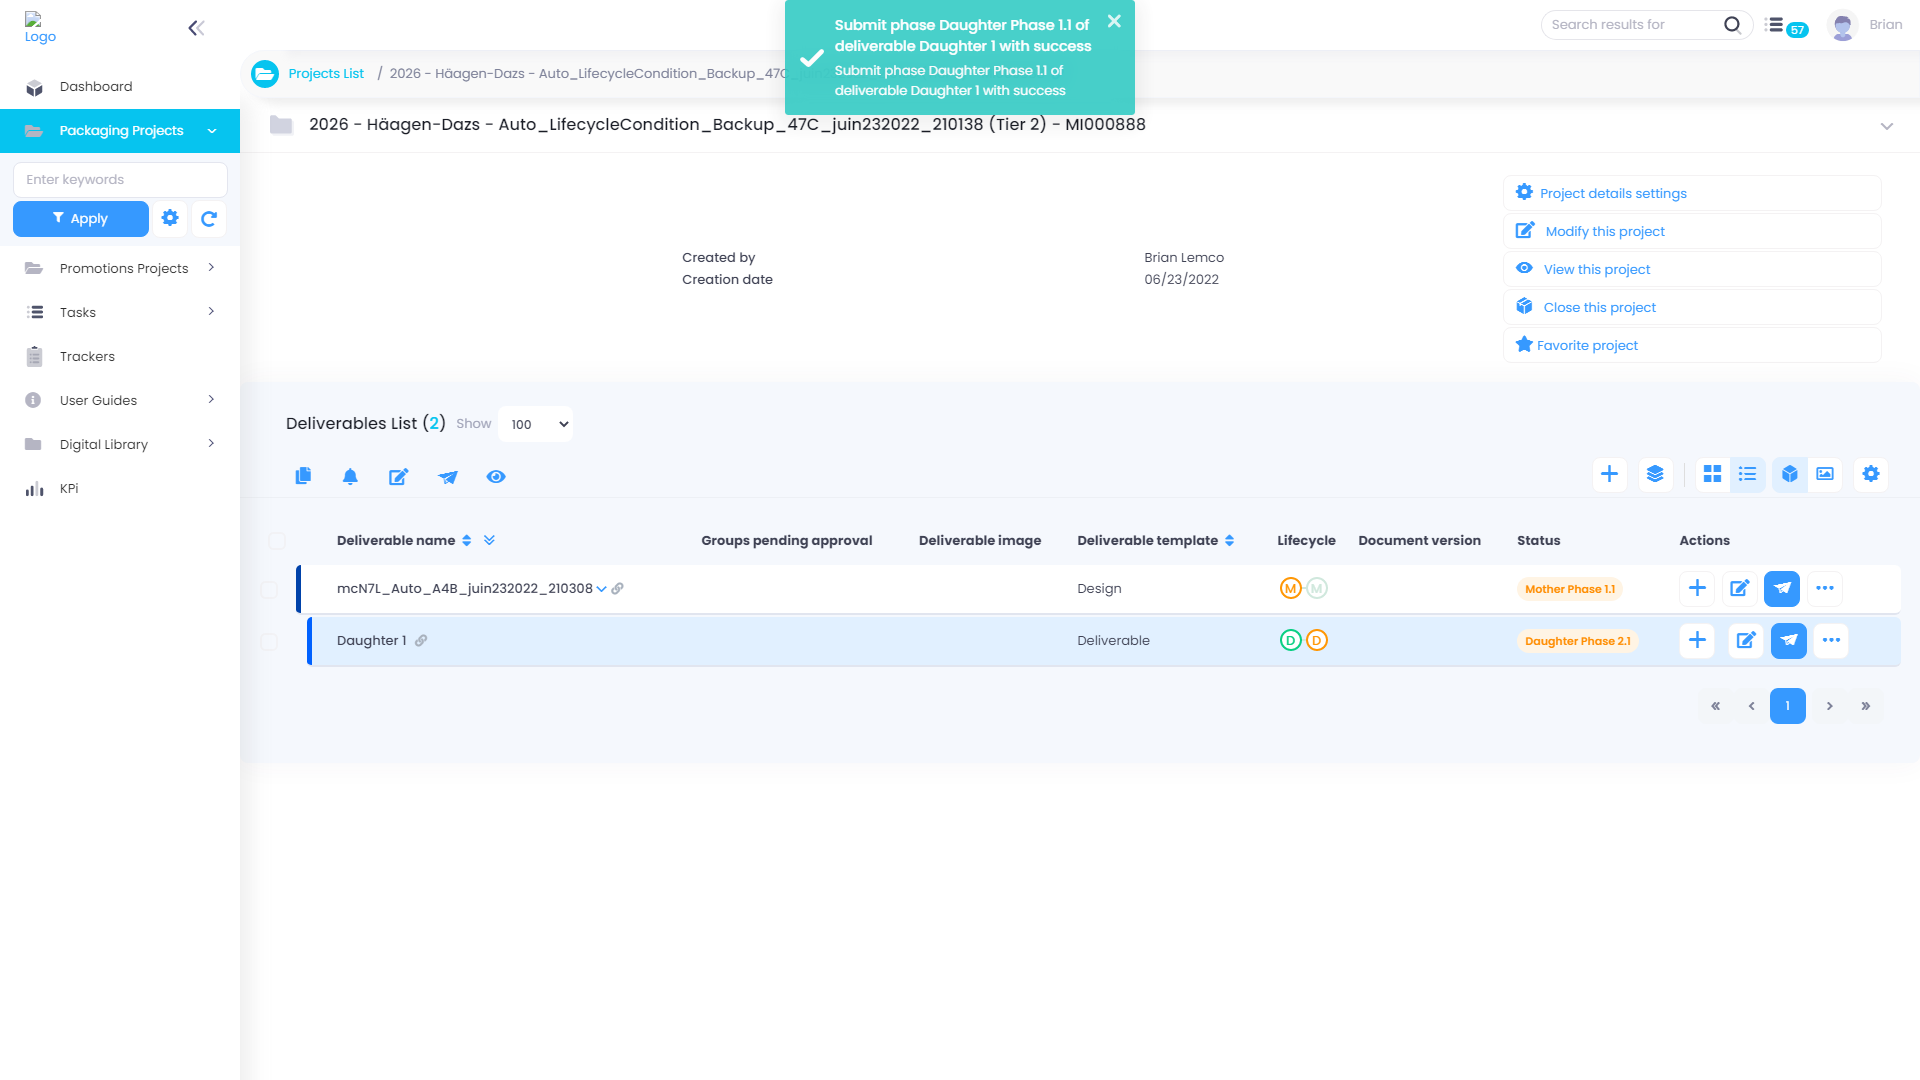 Logo
Submit phase Daughter Phase 1.1 of
deliverable Daughter 1 with success
Submit phase Daughter Phase 1.1 of
deliverable Daughter 1 with success
Search results for
57
Brian
Dashboard
Packaging Projects
Enter keywords
Apply
Promotions Projects
Tasks
Trackers
User Guides
Digital Library
KPi
Projects List / 2026 - Häagen-Dazs - Auto_LifecycleCondition_Backup_47C_
2026 - Häagen-Dazs - Auto_LifecycleCondition_Backup_47C_juin232022_210138 (Tier 2) - MI000888
Created by Brian Lemco
Creation date 06/23/2022
Project details settings
Modify this project
View this project
Close this project
Favorite project
Deliverables List (2) Show 100
Deliverable name Groups pending approval Deliverable image Deliverable template Lifecycle Document version Status Actions
mcN7L_Auto_A4B_juin232022_210308 Design M M Mother Phase 1.1
Daughter 1 Deliverable D D Daughter Phase 2.1
« ‹ 1 › »